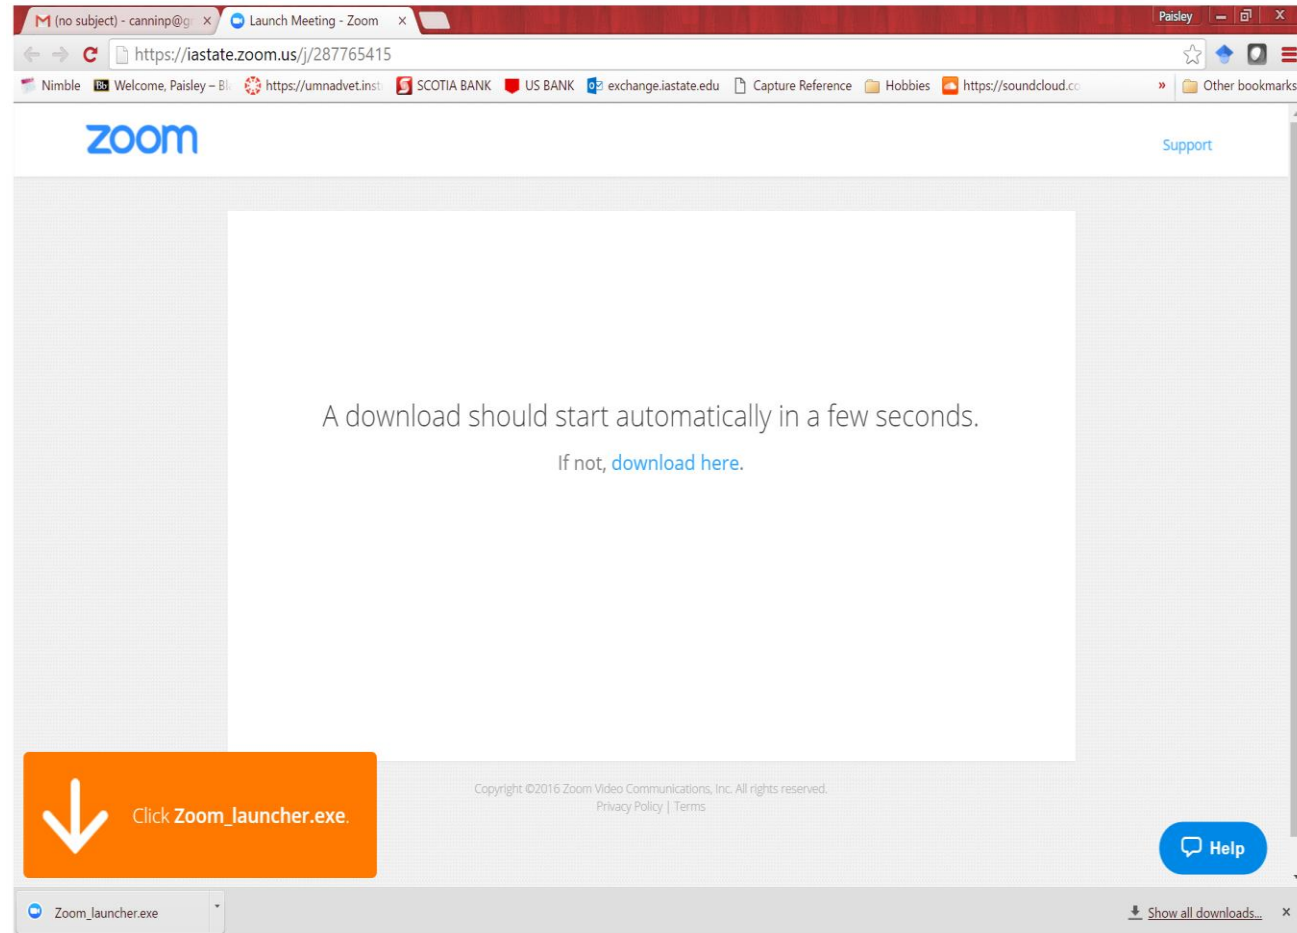 (no subject) - canninp@g
Launch Meeting - Zoom
Paisley
https://iastate.zoom.us/j/287765415
Nimble
Bb Welcome, Paisley – Bl
https://umnadvet.inst
SCOTIA BANK
US BANK
exchange.iastate.edu
Capture Reference
Hobbies
https://soundcloud.co
»
Other bookmarks
zoom
Support
A download should start automatically in a few seconds.
If not, download here.
Click Zoom_launcher.exe.
Copyright ©2016 Zoom Video Communications, Inc. All rights reserved.
Privacy Policy | Terms
Help
Zoom_launcher.exe
Show all downloads...